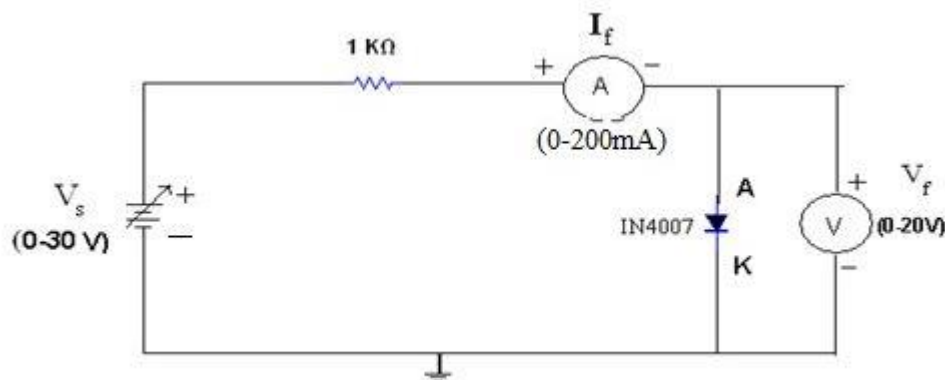 I_f
1 KΩ
+ A −
(0-200mA)
V_s
+
(0-30 V)
−
A
IN4007
K
+
V_f
V
(0-20V)
−